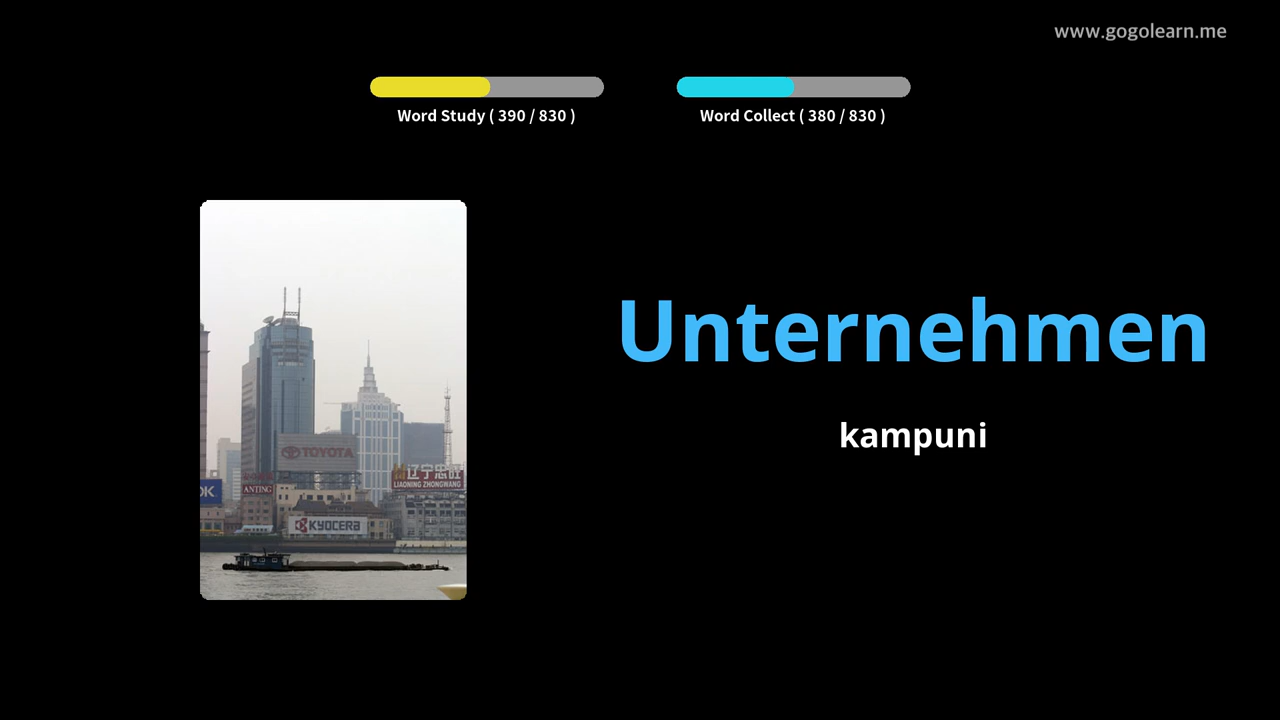 www.gogolearn.me
Word Study ( 390 / 830 )
Word Collect ( 380 / 830 )
Unternehmen
kampuni
TOYOTA
辽宁忠旺
LIAONING ZHONGWANG
OK
ANTING
KYOCERA